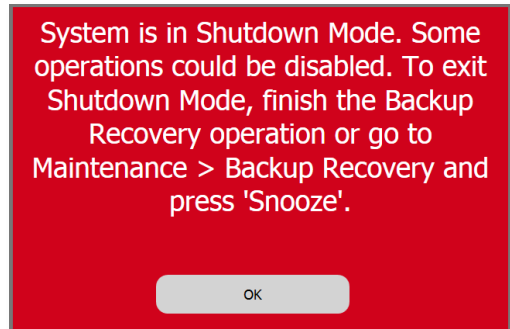 System is in Shutdown Mode. Some
operations could be disabled. To exit
Shutdown Mode, finish the Backup
Recovery operation or go to
Maintenance > Backup Recovery and
press 'Snooze'.
OK